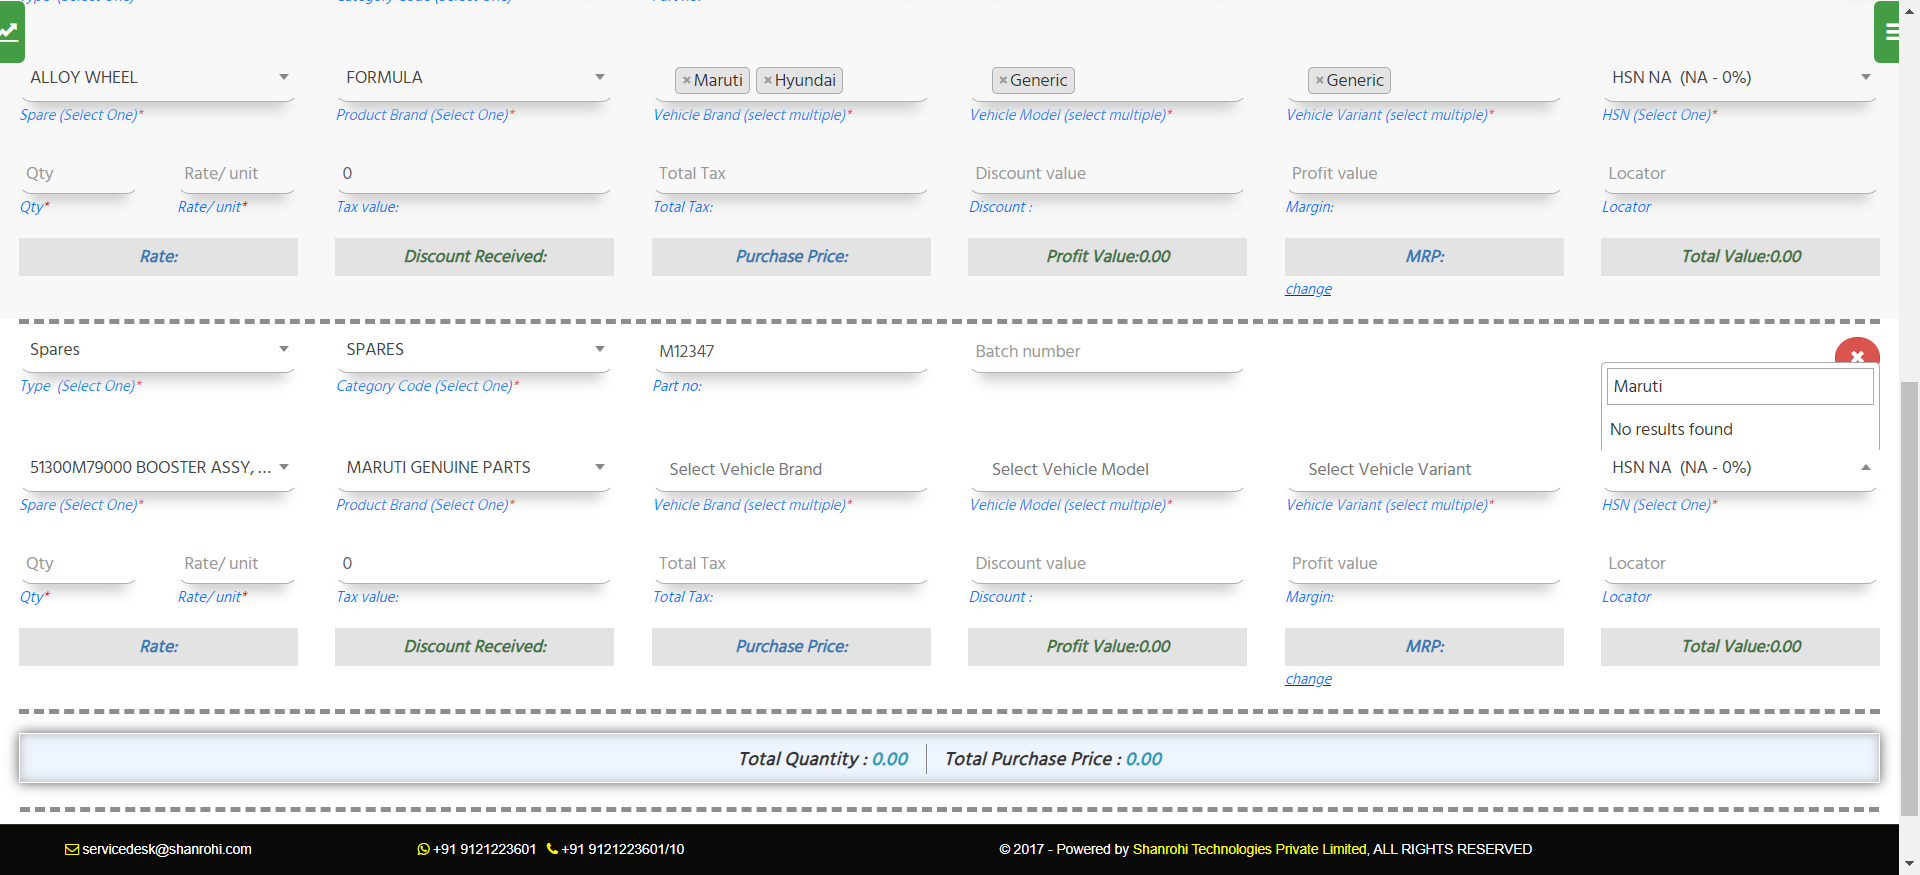 Type (Select One)*
Category Code (Select One)*
Part no:
ALLOY WHEEL
FORMULA
×Maruti ×Hyundai
×Generic
×Generic
HSN NA (NA - 0%)
Spare (Select One)*
Product Brand (Select One)*
Vehicle Brand (select multiple)*
Vehicle Model (select multiple)*
Vehicle Variant (select multiple)*
HSN (Select One)*
Qty
Rate/ unit
0
Total Tax
Discount value
Profit value
Locator
Qty*
Rate/ unit*
Tax value:
Total Tax:
Discount :
Margin:
Locator
Rate:
Discount Received:
Purchase Price:
Profit Value:0.00
MRP:
Total Value:0.00
change
Spares
SPARES
M12347
Batch number
Type (Select One)*
Category Code (Select One)*
Part no:
Maruti
No results found
51300M79000 BOOSTER ASSY, ...
MARUTI GENUINE PARTS
Select Vehicle Brand
Select Vehicle Model
Select Vehicle Variant
HSN NA (NA - 0%)
Spare (Select One)*
Product Brand (Select One)*
Vehicle Brand (select multiple)*
Vehicle Model (select multiple)*
Vehicle Variant (select multiple)*
HSN (Select One)*
Qty
Rate/ unit
0
Total Tax
Discount value
Profit value
Locator
Qty*
Rate/ unit*
Tax value:
Total Tax:
Discount :
Margin:
Locator
Rate:
Discount Received:
Purchase Price:
Profit Value:0.00
MRP:
Total Value:0.00
change
Total Quantity : 0.00
Total Purchase Price : 0.00
servicedesk@shanrohi.com
+91 9121223601
+91 9121223601/10
© 2017 - Powered by Shanrohi Technologies Private Limited, ALL RIGHTS RESERVED